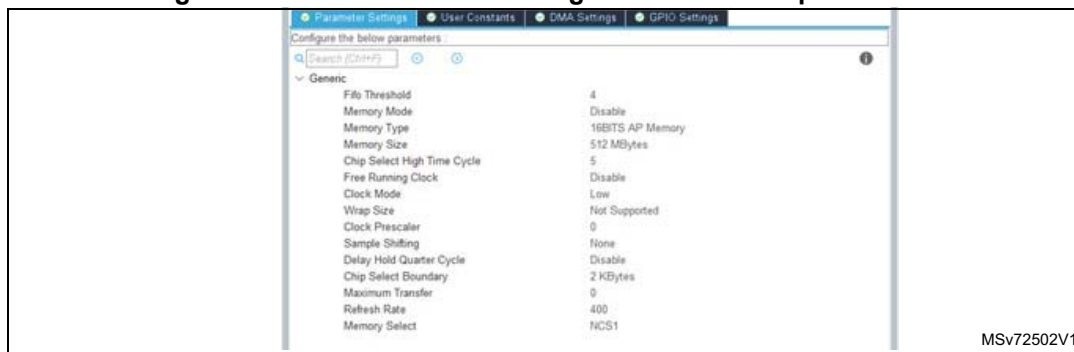 Parameter Settings User Constants DMA Settings GPIO Settings
Configure the below parameters :
Search (Ctrl+F)
Generic
Fifo Threshold 4
Memory Mode Disable
Memory Type 16BITS AP Memory
Memory Size 512 MBytes
Chip Select High Time Cycle 5
Free Running Clock Disable
Clock Mode Low
Wrap Size Not Supported
Clock Prescaler 0
Sample Shifting None
Delay Hold Quarter Cycle Disable
Chip Select Boundary 2 KBytes
Maximum Transfer 0
Refresh Rate 400
Memory Select NCS1
MSv72502V1